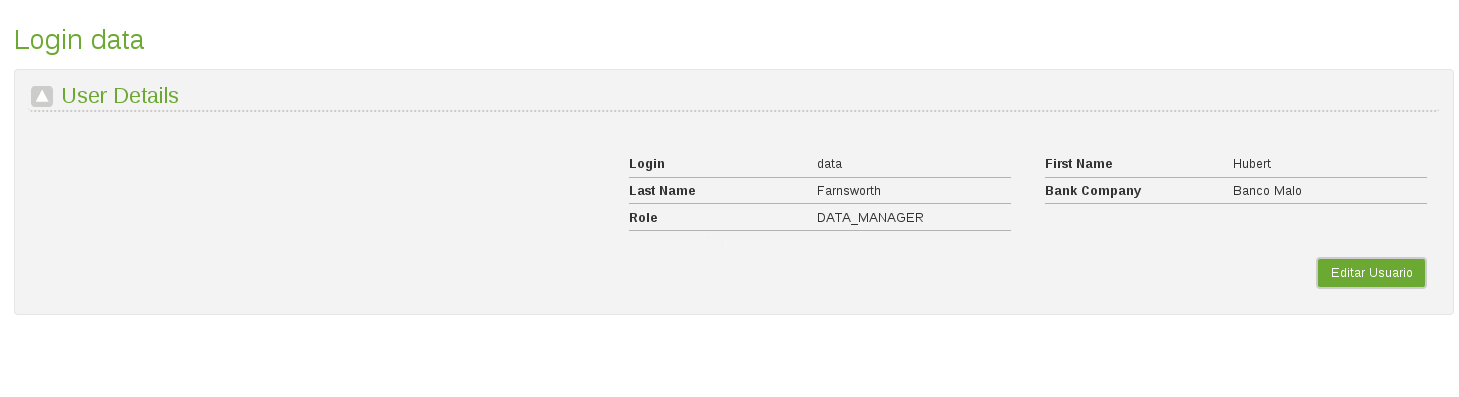 Login data
User Details
Login data First Name Hubert
Last Name Farnsworth Bank Company Banco Malo
Role DATA_MANAGER
Editar Usuario